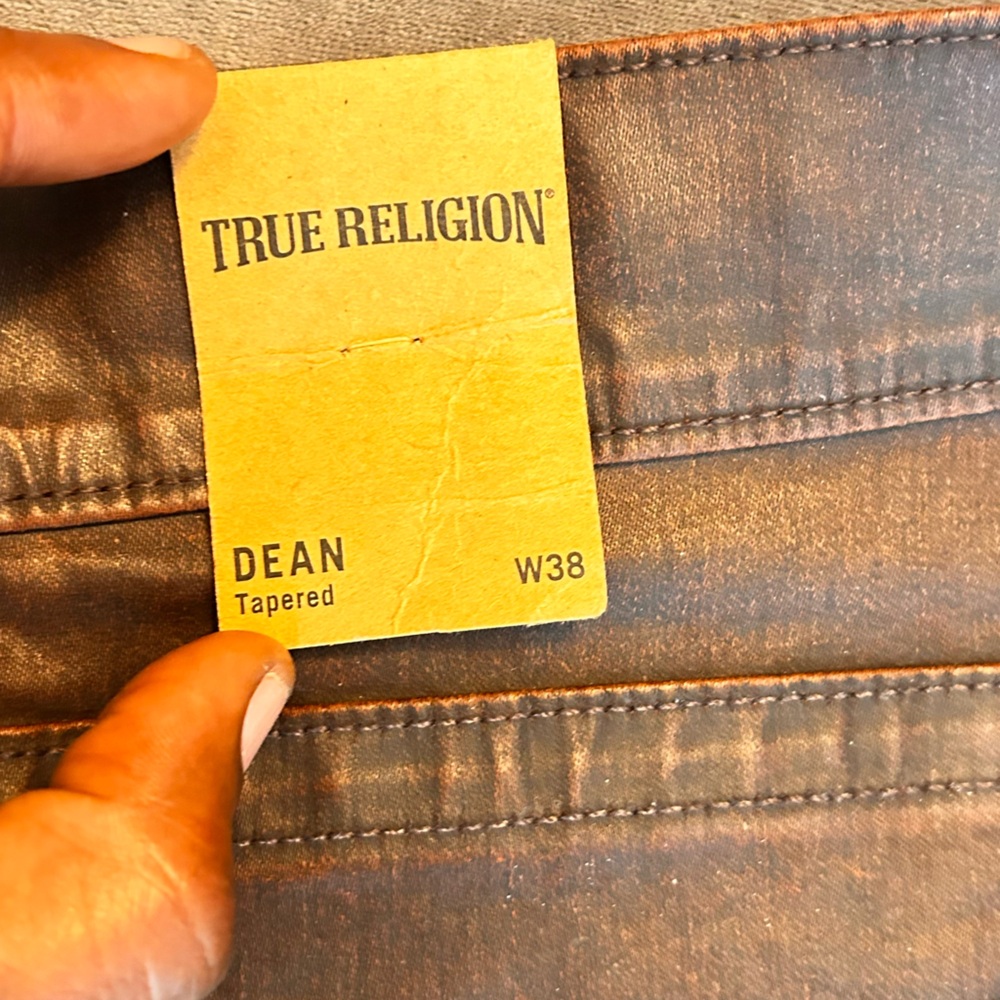 TRUE RELIGION®
DEAN W38
Tapered